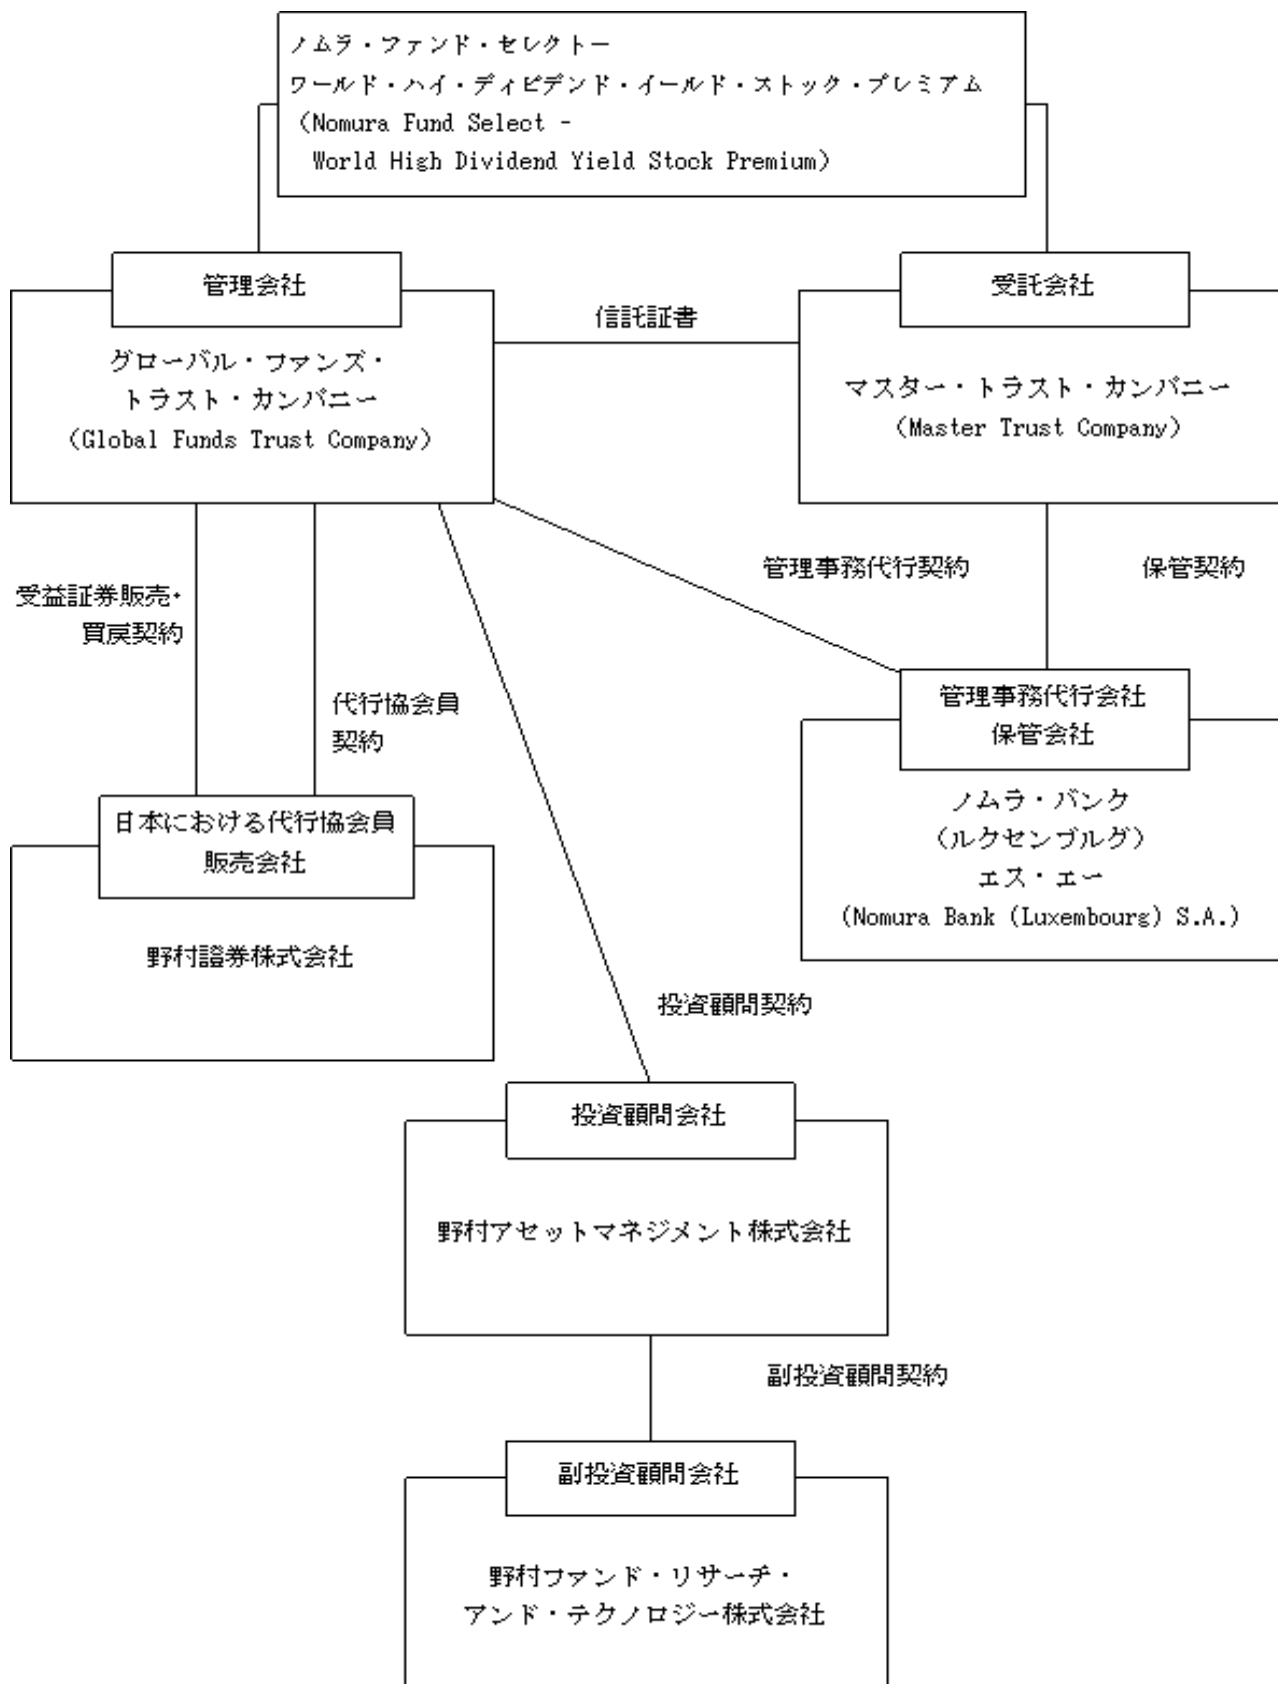 ノムラ・ファンド・セレクトー
ワールド・ハイ・ディビデンド・イールド・ストック・プレミアム
(Nomura Fund Select -
World High Dividend Yield Stock Premium)
管理会社
グローバル・ファンズ・
トラスト・カンパニー
(Global Funds Trust Company)
信託証書
受託会社
マスター・トラスト・カンパニー
(Master Trust Company)
受益証券販売・
買戻契約
代行協会員
契約
管理事務代行契約
保管契約
管理事務代行会社
保管会社
ノムラ・バンク
(ルクセンブルグ)
エス・エー
(Nomura Bank (Luxembourg) S.A.)
日本における代行協会員
販売会社
野村證券株式会社
投資顧問契約
投資顧問会社
野村アセットマネジメント株式会社
副投資顧問契約
副投資顧問会社
野村ファンド・リサーチ・
アンド・テクノロジー株式会社